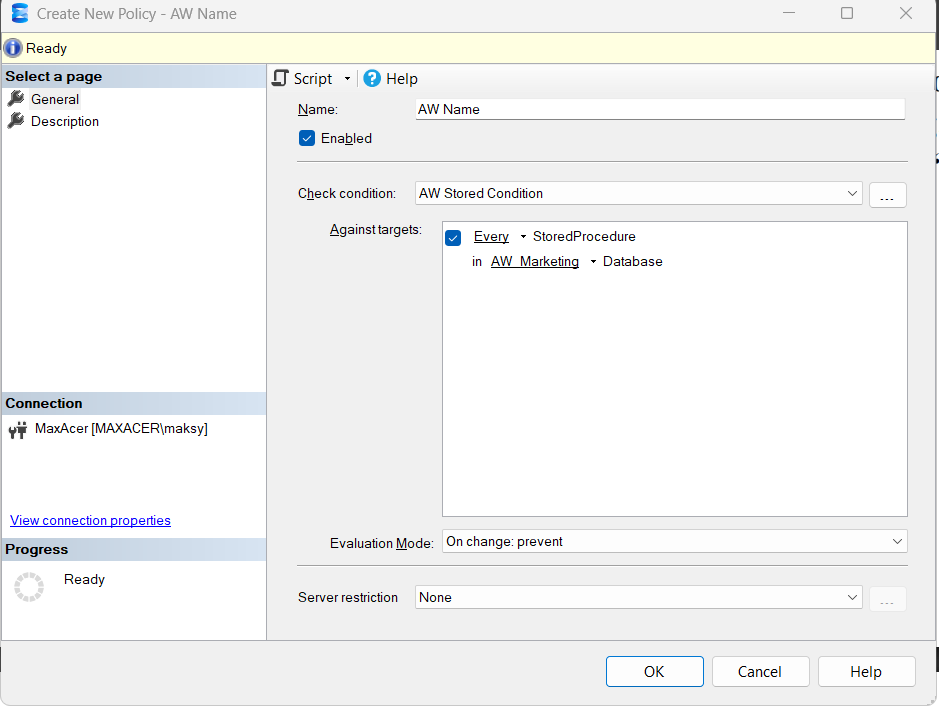 Create New Policy - AW Name
Ready
Select a page
General
Description
Connection
MaxAcer [MAXACER\maksy]
View connection properties
Progress
Ready
Script Help
Name: AW Name
Enabled
Check condition: AW Stored Condition ...
Against targets: Every StoredProcedure
in AW_Marketing Database
Evaluation Mode: On change: prevent
Server restriction None ...
OK Cancel Help